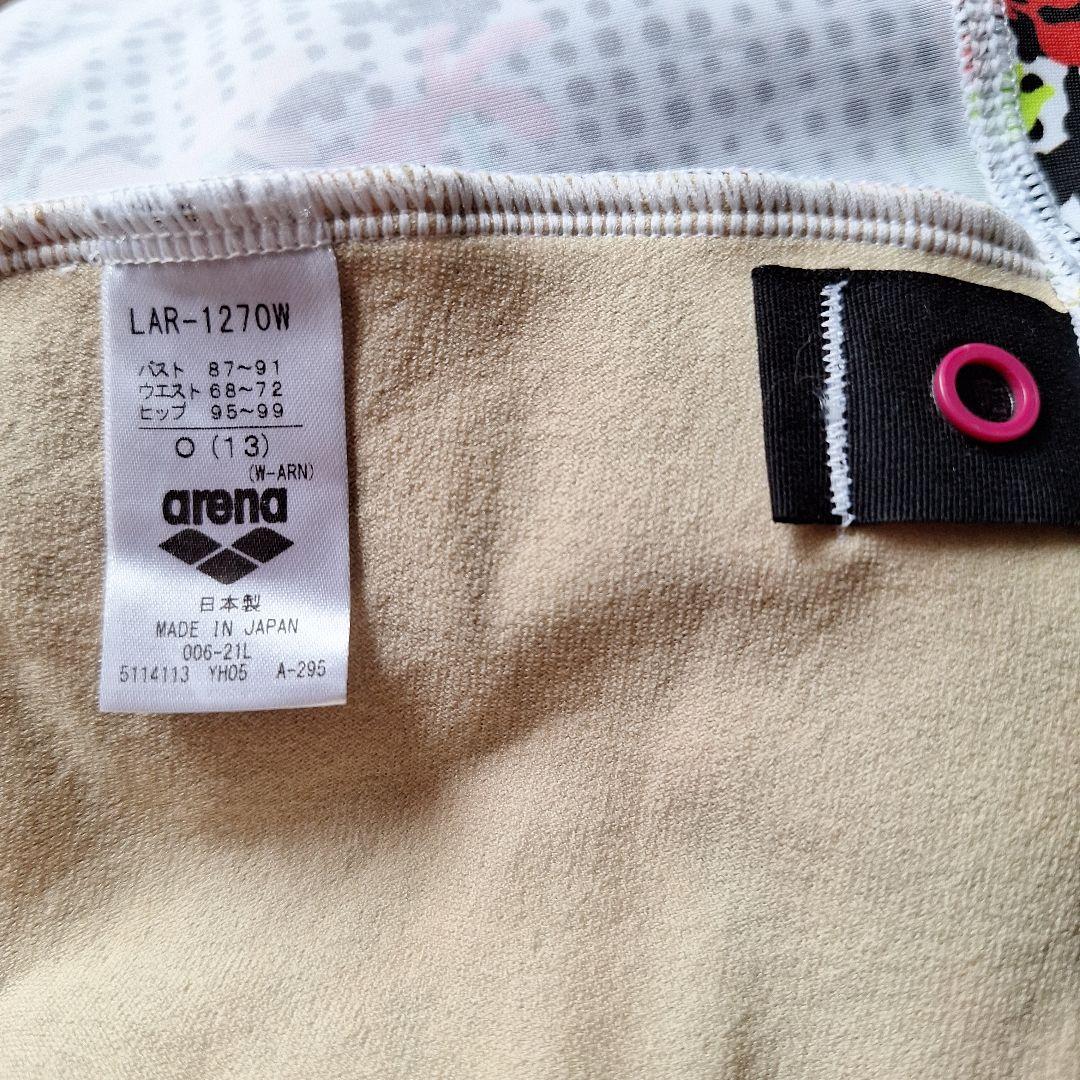 LAR-1270W
バスト 87~91
ウエスト 68~72
ヒップ 95~99
O (13)
(W-ARN)
arena
日本製
MADE IN JAPAN
006-21L
5114113 YH05 A-295